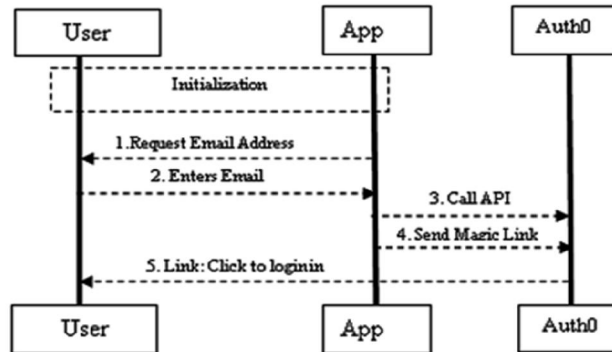 User
App
Auth0
Initialization
1.Request Email Address
2. Enters Email
3. Call API
4. Send Magic Link
5. Link: Click to loginin
User
App
Auth0